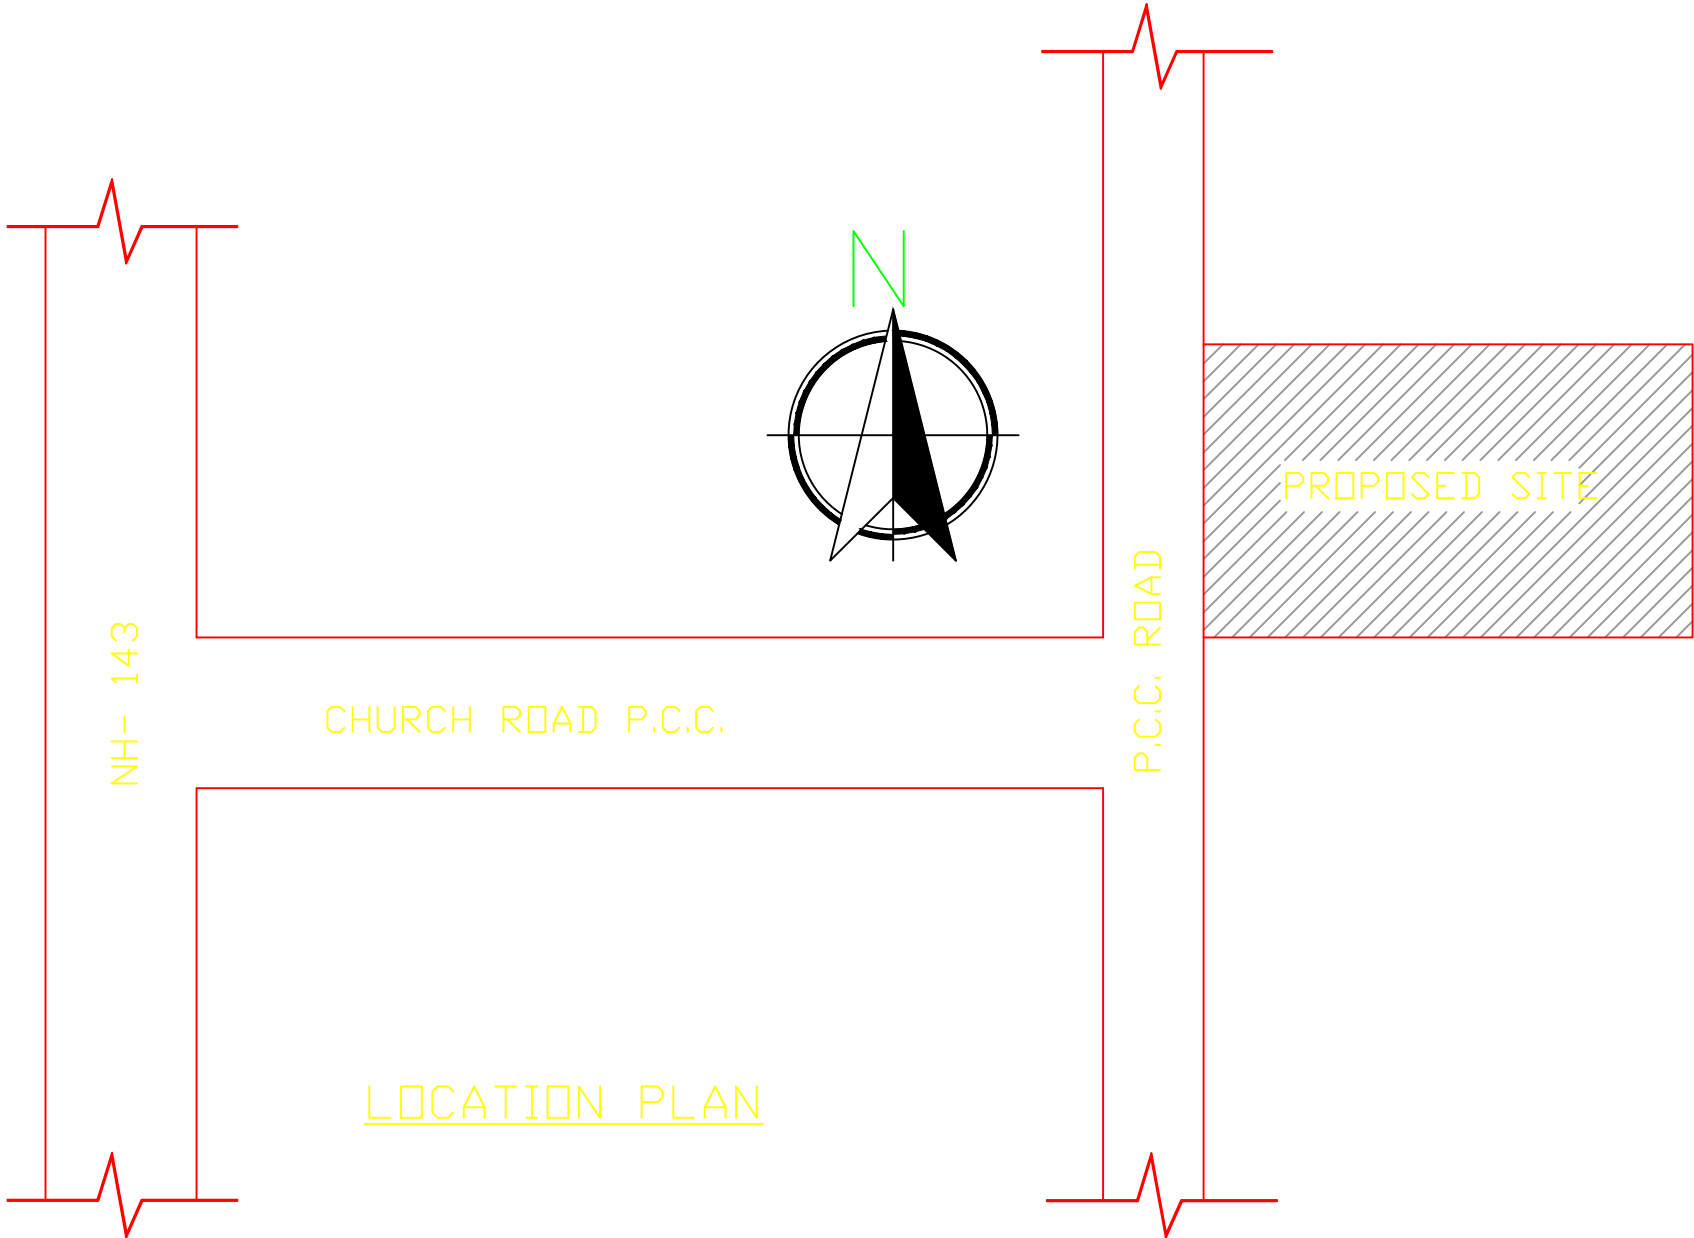 N
PROPOSED SITE
P.C.C. ROAD
NH- 143
CHURCH ROAD P.C.C.
LOCATION PLAN